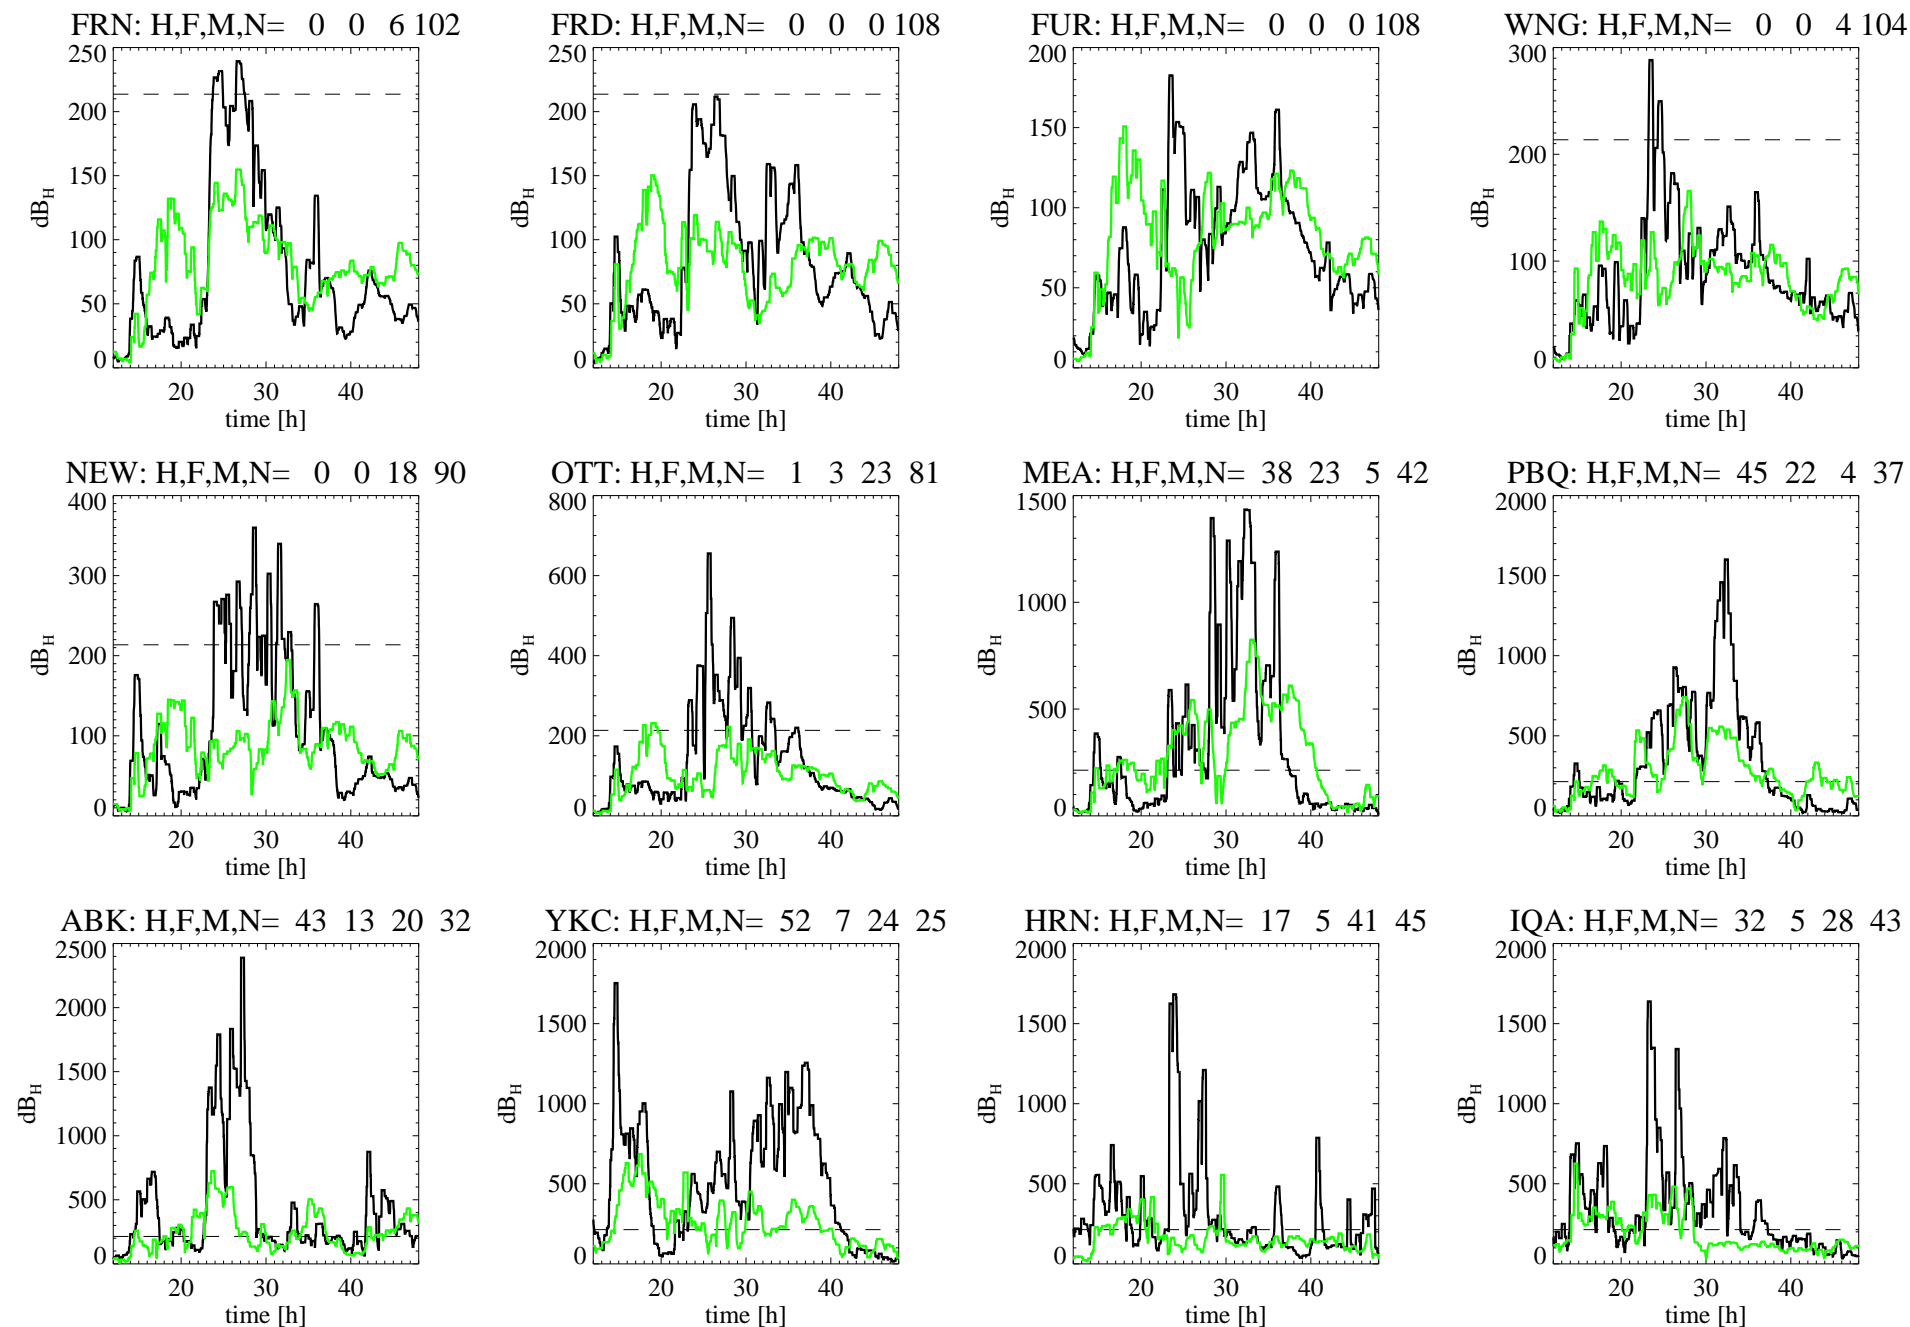 FRN: H,F,M,N= 0 0 6 102
250
200
150
100
50
0
dB_H
20 30 40
time [h]
FRD: H,F,M,N= 0 0 0 108
250
200
150
100
50
0
dB_H
20 30 40
time [h]
FUR: H,F,M,N= 0 0 0 108
200
150
100
50
0
dB_H
20 30 40
time [h]
WNG: H,F,M,N= 0 0 4 104
300
200
100
0
dB_H
20 30 40
time [h]
NEW: H,F,M,N= 0 0 18 90
400
300
200
100
0
dB_H
20 30 40
time [h]
OTT: H,F,M,N= 1 3 23 81
800
600
400
200
0
dB_H
20 30 40
time [h]
MEA: H,F,M,N= 38 23 5 42
1500
1000
500
0
dB_H
20 30 40
time [h]
PBQ: H,F,M,N= 45 22 4 37
2000
1500
1000
500
0
dB_H
20 30 40
time [h]
ABK: H,F,M,N= 43 13 20 32
2500
2000
1500
1000
500
0
dB_H
20 30 40
time [h]
YKC: H,F,M,N= 52 7 24 25
2000
1500
1000
500
0
dB_H
20 30 40
time [h]
HRN: H,F,M,N= 17 5 41 45
2000
1500
1000
500
0
dB_H
20 30 40
time [h]
IQA: H,F,M,N= 32 5 28 43
2000
1500
1000
500
0
dB_H
20 30 40
time [h]